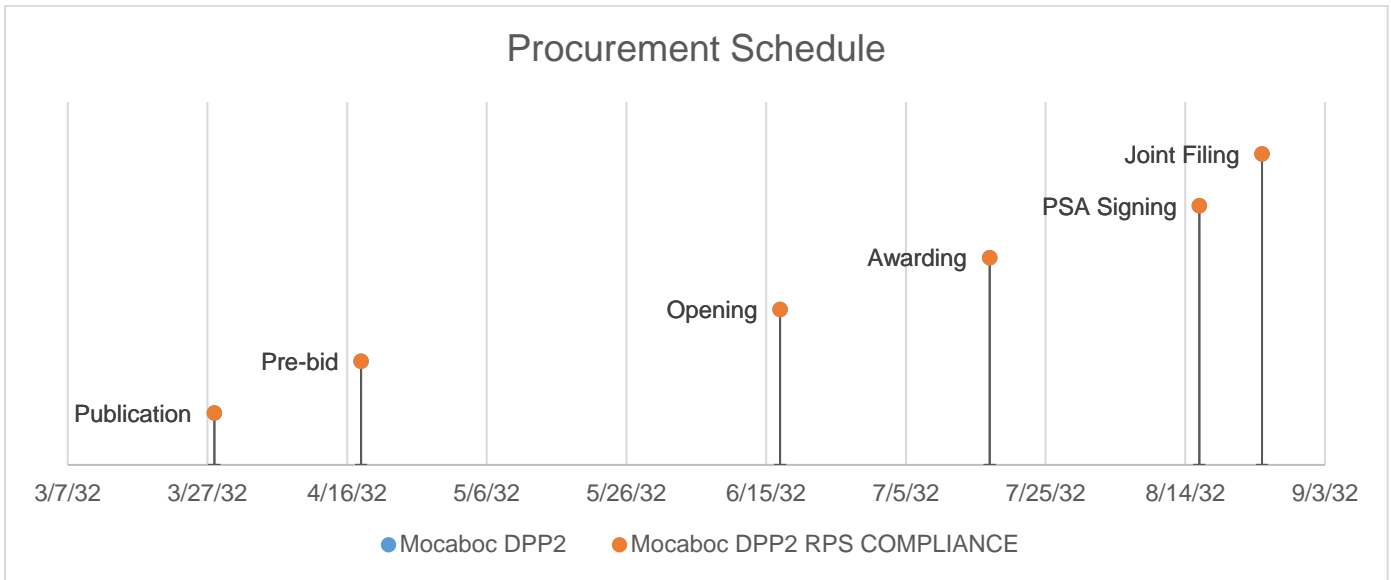 Procurement Schedule
Joint Filing
PSA Signing
Awarding
Opening
Pre-bid
Publication
3/7/32 3/27/32 4/16/32 5/6/32 5/26/32 6/15/32 7/5/32 7/25/32 8/14/32 9/3/32
Mocaboc DPP2 Mocaboc DPP2 RPS COMPLIANCE